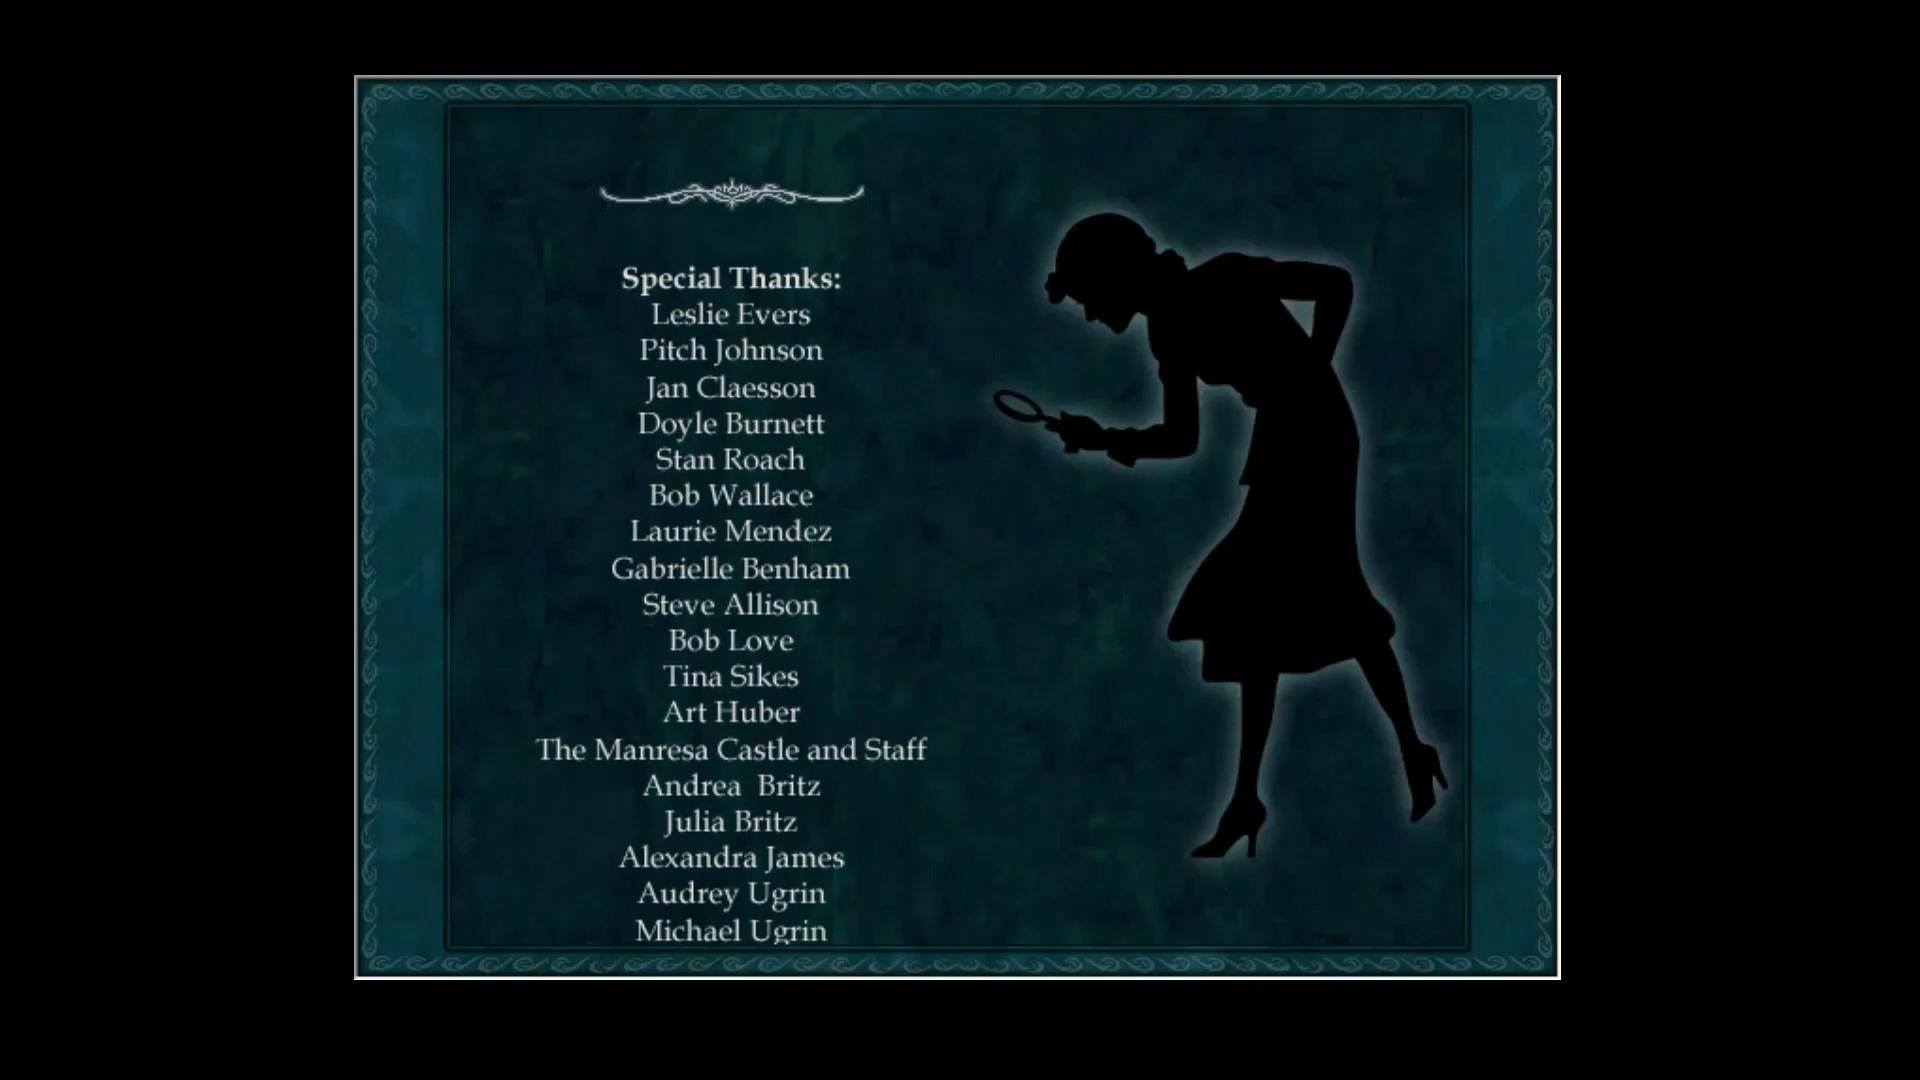 Special Thanks:
Leslie Evers
Pitch Johnson
Jan Claesson
Doyle Burnett
Stan Roach
Bob Wallace
Laurie Mendez
Gabrielle Benham
Steve Allison
Bob Love
Tina Sikes
Art Huber
The Manresa Castle and Staff
Andrea  Britz
Julia Britz
Alexandra James
Audrey Ugrin
Michael Ugrin